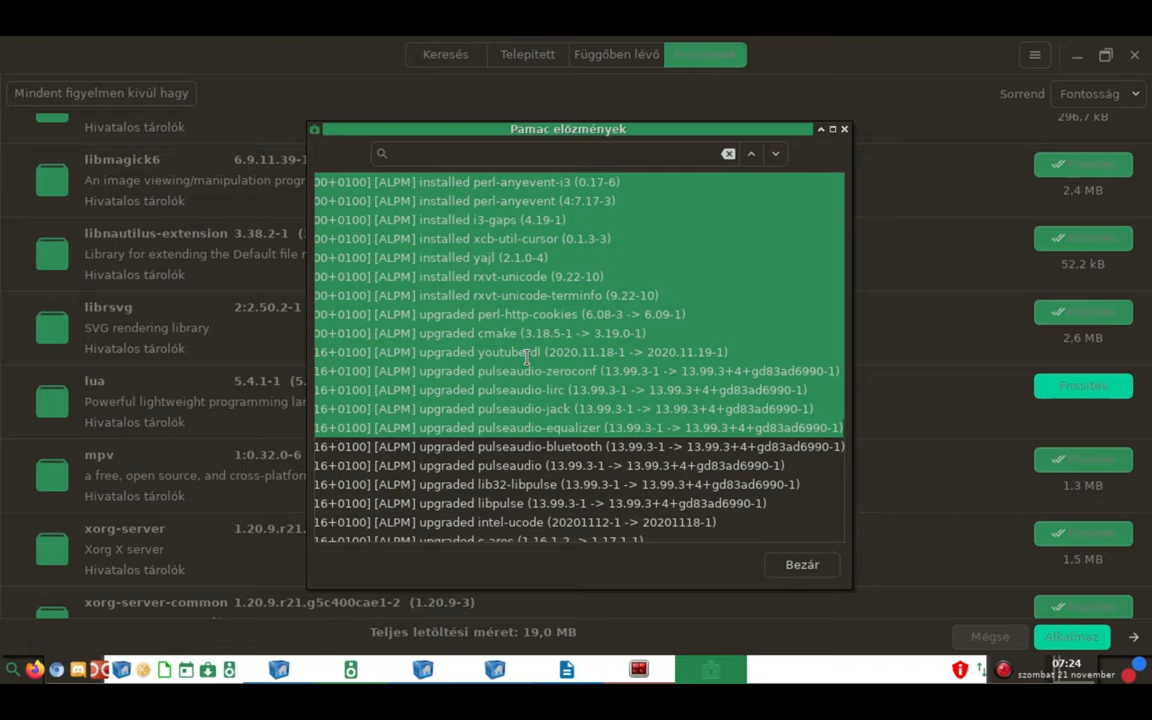 Keresés Telepített Függőben lévő
Mindent figyelmen kívül hagy Sorrend Fontosság
Hivatalos tárolók 296,7 kB
libmagick6 6.9.11.39-1
An image viewing/manipulation progr
Hivatalos tárolók 2,4 MB
libnautilus-extension 3.38.2-1 (3
Library for extending the Default file r
Hivatalos tárolók 52,2 kB
librsvg 2:2.50.2-1
SVG rendering library
Hivatalos tárolók 2,6 MB
lua 5.4.1-1 (5.
Powerful lightweight programming lan
Hivatalos tárolók Frissítés
mpv 1:0.32.0-6
a free, open source, and cross-platfor
Hivatalos tárolók 1,3 MB
xorg-server 1.20.9.r21.
Xorg X server
Hivatalos tárolók 1,5 MB
xorg-server-common 1.20.9.r21.g5c400cae1-2 (1.20.9-3)
Pamac előzmények
00+0100] [ALPM] installed perl-anyevent-i3 (0.17-6)
00+0100] [ALPM] installed perl-anyevent (4:7.17-3)
00+0100] [ALPM] installed i3-gaps (4.19-1)
00+0100] [ALPM] installed xcb-util-cursor (0.1.3-3)
00+0100] [ALPM] installed yajl (2.1.0-4)
00+0100] [ALPM] installed rxvt-unicode (9.22-10)
00+0100] [ALPM] installed rxvt-unicode-terminfo (9.22-10)
00+0100] [ALPM] upgraded perl-http-cookies (6.08-3 -> 6.09-1)
00+0100] [ALPM] upgraded cmake (3.18.5-1 -> 3.19.0-1)
16+0100] [ALPM] upgraded youtube-dl (2020.11.18-1 -> 2020.11.19-1)
16+0100] [ALPM] upgraded pulseaudio-zeroconf (13.99.3-1 -> 13.99.3+4+gd83ad6990-1)
16+0100] [ALPM] upgraded pulseaudio-lirc (13.99.3-1 -> 13.99.3+4+gd83ad6990-1)
16+0100] [ALPM] upgraded pulseaudio-jack (13.99.3-1 -> 13.99.3+4+gd83ad6990-1)
16+0100] [ALPM] upgraded pulseaudio-equalizer (13.99.3-1 -> 13.99.3+4+gd83ad6990-1)
16+0100] [ALPM] upgraded pulseaudio-bluetooth (13.99.3-1 -> 13.99.3+4+gd83ad6990-1)
16+0100] [ALPM] upgraded pulseaudio (13.99.3-1 -> 13.99.3+4+gd83ad6990-1)
16+0100] [ALPM] upgraded lib32-libpulse (13.99.3-1 -> 13.99.3+4+gd83ad6990-1)
16+0100] [ALPM] upgraded libpulse (13.99.3-1 -> 13.99.3+4+gd83ad6990-1)
16+0100] [ALPM] upgraded intel-ucode (20201112-1 -> 20201118-1)
16+0100] [ALPM] upgraded c-ares (1.16.1-2 -> 1.17.1-1)
Bezár
Teljes letöltési méret: 19,0 MB Mégse Alkalmaz
07:24
szombat 21 november